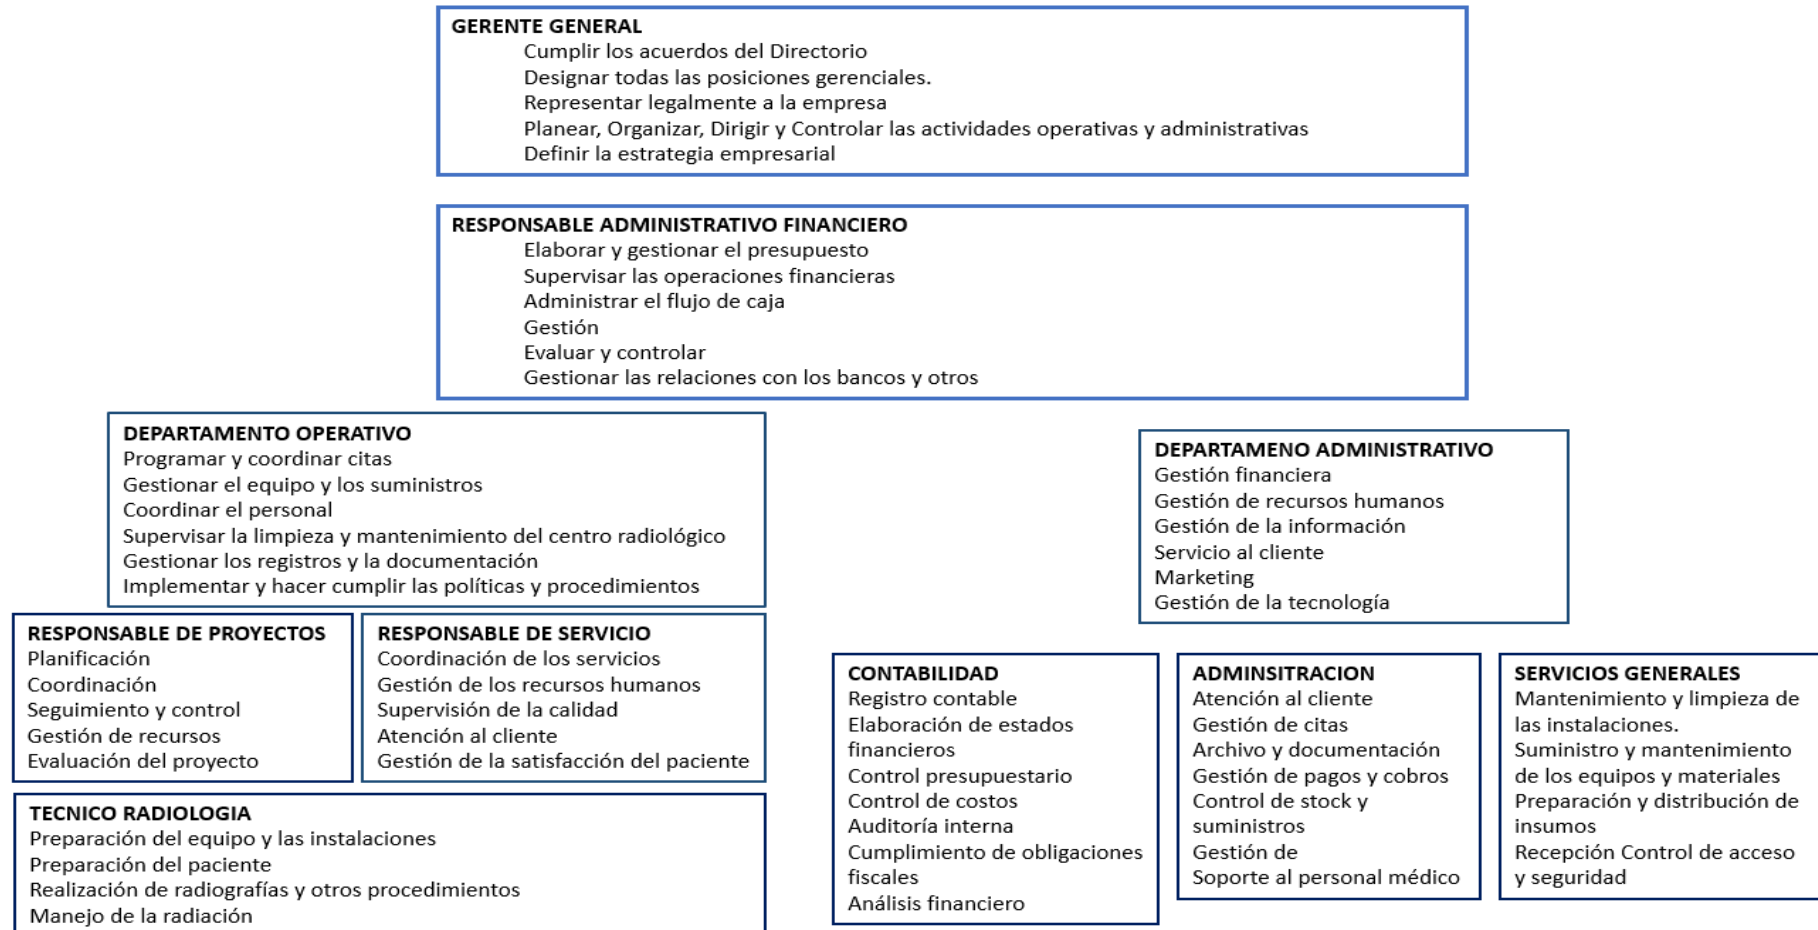 GERENTE GENERAL
Cumplir los acuerdos del Directorio
Designar todas las posiciones gerenciales.
Representar legalmente a la empresa
Planear, Organizar, Dirigir y Controlar las actividades operativas y administrativas
Definir la estrategia empresarial
RESPONSABLE ADMINISTRATIVO FINANCIERO
Elaborar y gestionar el presupuesto
Supervisar las operaciones financieras
Administrar el flujo de caja
Gestión
Evaluar y controlar
Gestionar las relaciones con los bancos y otros
DEPARTAMENTO OPERATIVO
Programar y coordinar citas
Gestionar el equipo y los suministros
Coordinar el personal
Supervisar la limpieza y mantenimiento del centro radiológico
Gestionar los registros y la documentación
Implementar y hacer cumplir las políticas y procedimientos
DEPARTAMENO ADMINISTRATIVO
Gestión financiera
Gestión de recursos humanos
Gestión de la información
Servicio al cliente
Marketing
Gestión de la tecnología
RESPONSABLE DE PROYECTOS
Planificación
Coordinación
Seguimiento y control
Gestión de recursos
Evaluación del proyecto
RESPONSABLE DE SERVICIO
Coordinación de los servicios
Gestión de los recursos humanos
Supervisión de la calidad
Atención al cliente
Gestión de la satisfacción del paciente
TECNICO RADIOLOGIA
Preparación del equipo y las instalaciones
Preparación del paciente
Realización de radiografías y otros procedimientos
Manejo de la radiación
CONTABILIDAD
Registro contable
Elaboración de estados
financieros
Control presupuestario
Control de costos
Auditoría interna
Cumplimiento de obligaciones
fiscales
Análisis financiero
ADMINSITRACION
Atención al cliente
Gestión de citas
Archivo y documentación
Gestión de pagos y cobros
Control de stock y
suministros
Gestión de
Soporte al personal médico
SERVICIOS GENERALES
Mantenimiento y limpieza de
las instalaciones.
Suministro y mantenimiento
de los equipos y materiales
Preparación y distribución de
insumos
Recepción Control de acceso
y seguridad